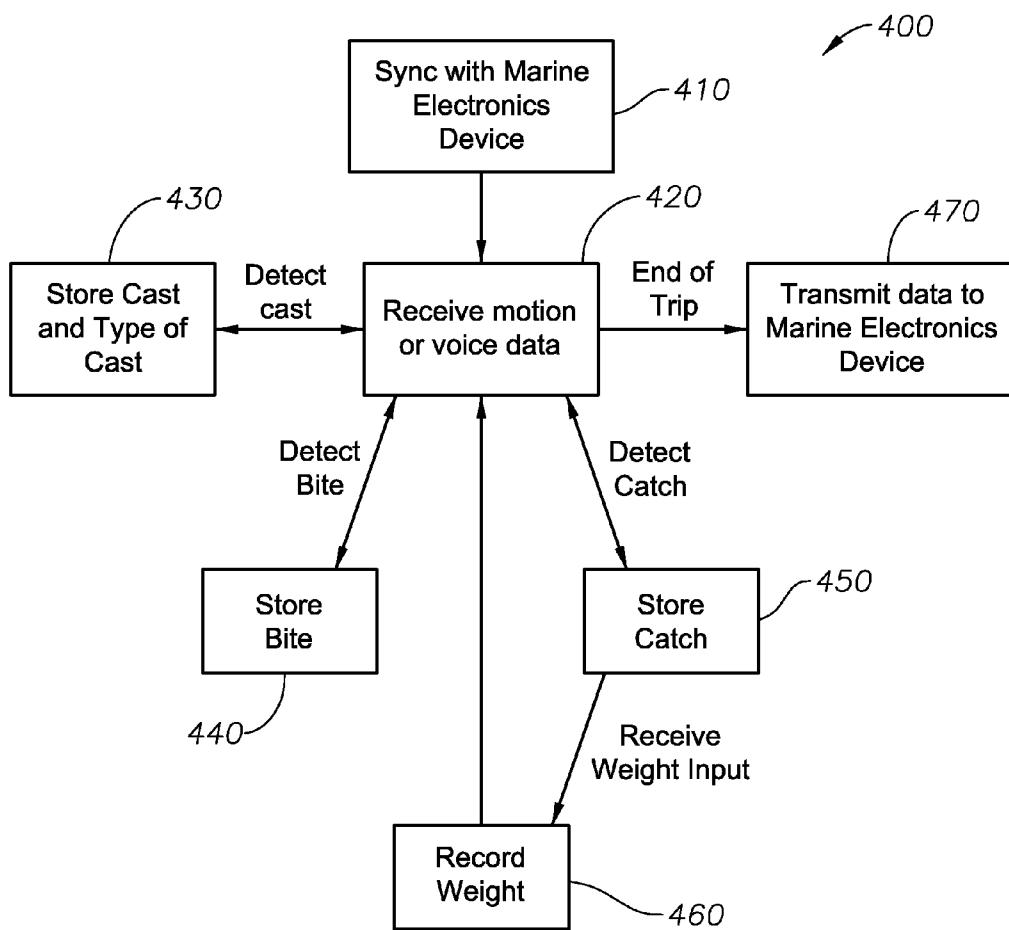 400
Sync with Marine
Electronics
Device
410
430
420
470
Store Cast
and Type of
Cast
Detect
cast
Receive motion
or voice data
End of
Trip
Transmit data to
Marine Electronics
Device
Detect
Bite
Detect
Catch
Store
Bite
440
Store
Catch
450
Receive
Weight Input
Record
Weight
460